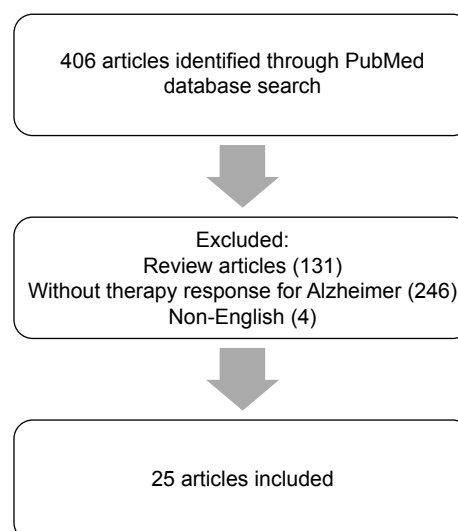 406 articles identified through PubMed
database search
Excluded:
Review articles (131)
Without therapy response for Alzheimer (246)
Non-English (4)
25 articles included